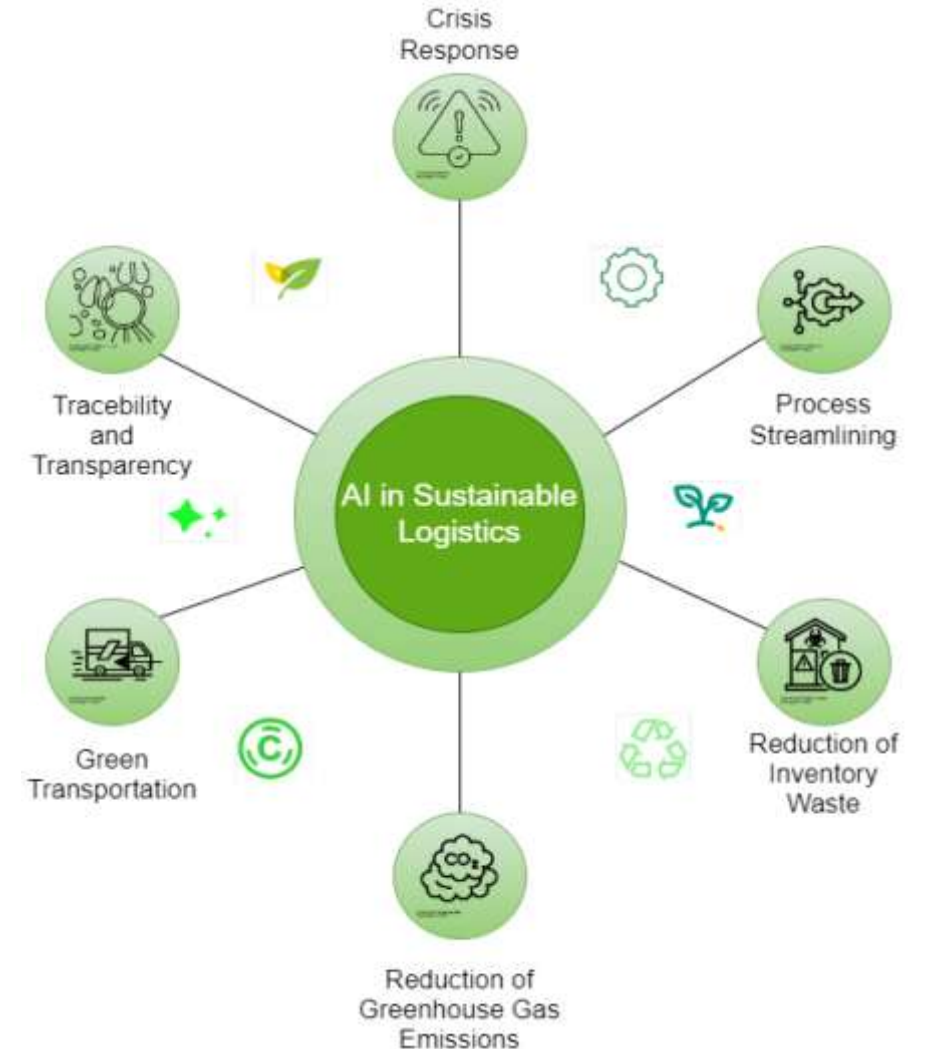 Crisis
Response
Tracebility
and
Transparency
Process
Streamlining
AI in Sustainable
Logistics
Green
Transportation
C
Reduction of
Inventory
Waste
CO2
Reduction of
Greenhouse Gas
Emissions